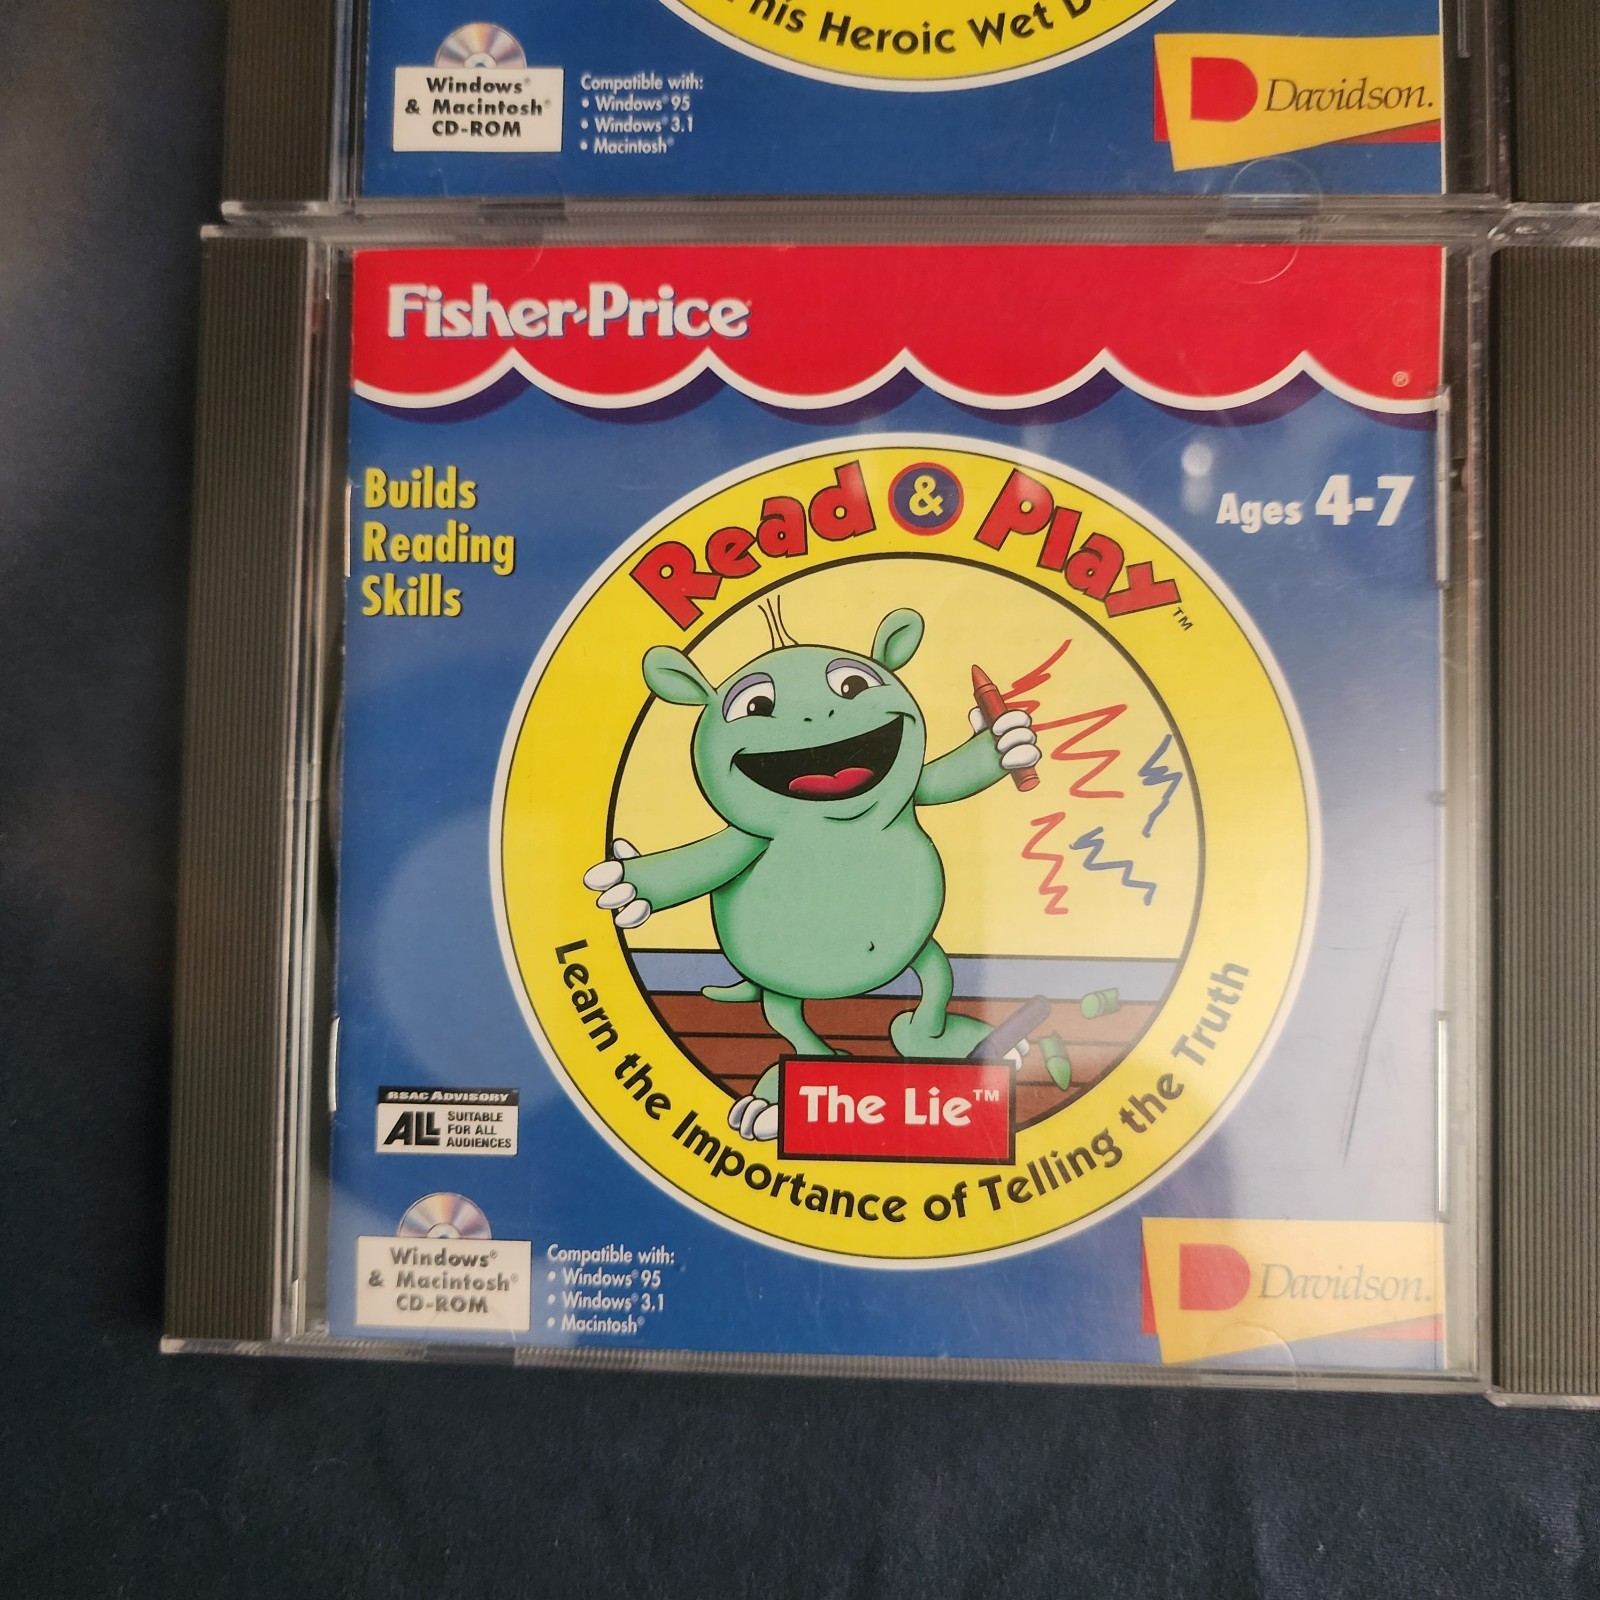 his Heroic Wet
Windows®
& Macintosh®
CD-ROM
Compatible with:
• Windows® 95
• Windows® 3.1
• Macintosh®
D Davidson.
Fisher-Price
®
Builds
Reading
Skills
Read & Play™
Ages 4-7
The Lie™
Learn the Importance of Telling the Truth
RSAC ADVISORY™
ALL
SUITABLE
FOR ALL
AUDIENCES
Windows®
& Macintosh®
CD-ROM
Compatible with:
• Windows® 95
• Windows® 3.1
• Macintosh®
D Davidson.